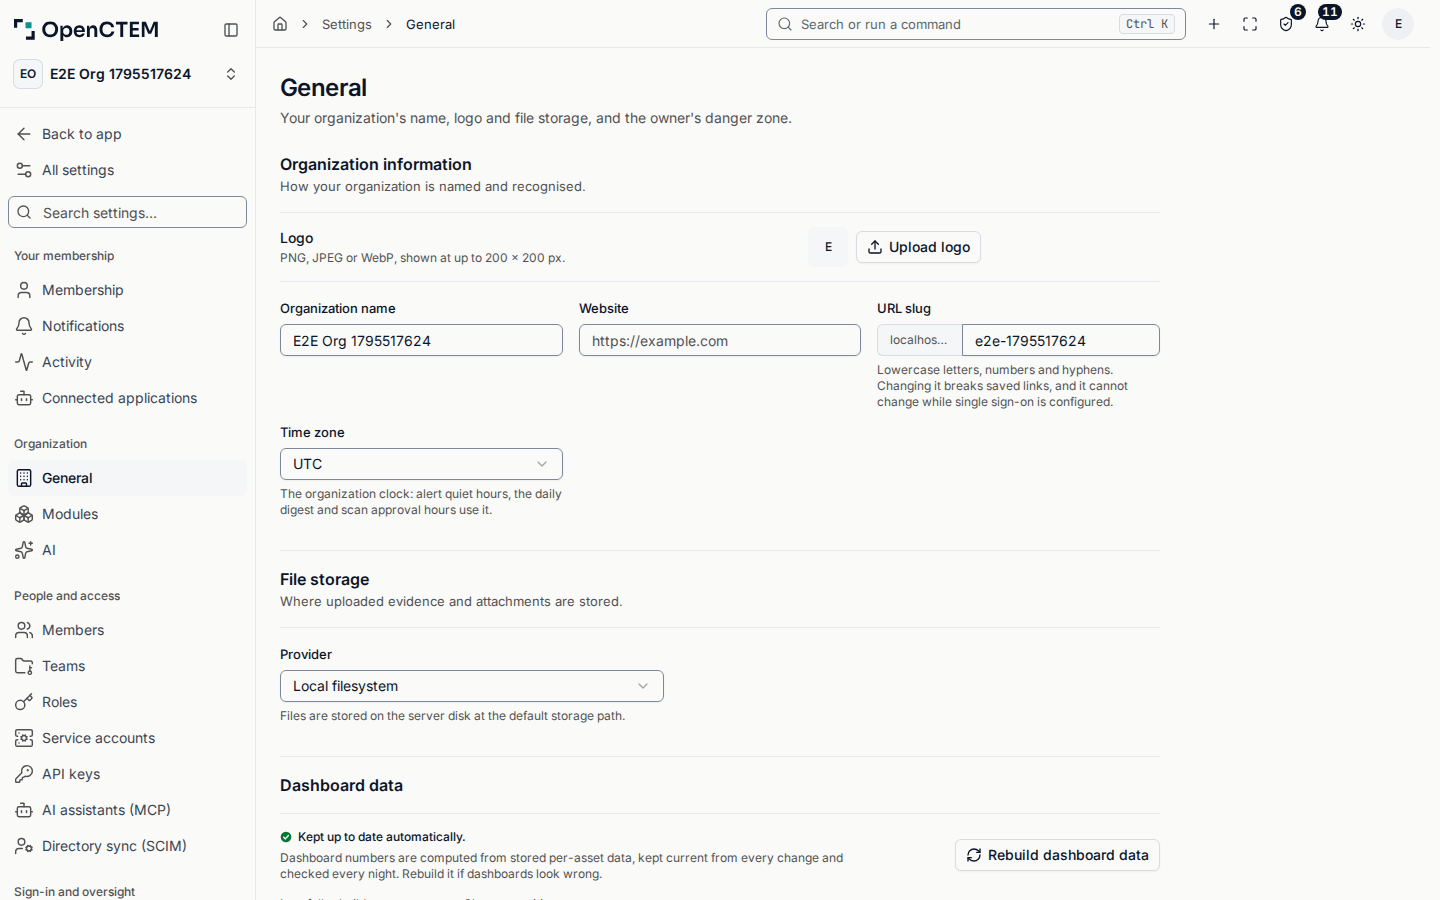 OpenCTEM
Settings
General
Search or run a command
Ctrl K
6
11
E
EO
E2E Org 1795517624
Back to app
All settings
Search settings...
Your membership
Membership
Notifications
Activity
Connected applications
Organization
General
Modules
AI
People and access
Members
Teams
Roles
Service accounts
API keys
AI assistants (MCP)
Directory sync (SCIM)
Sign-in and oversight
General
Your organization's name, logo and file storage, and the owner's danger zone.
Organization information
How your organization is named and recognised.
Logo
PNG, JPEG or WebP, shown at up to 200 × 200 px.
E
Upload logo
Organization name
E2E Org 1795517624
Website
https://example.com
URL slug
localhos...
e2e-1795517624
Lowercase letters, numbers and hyphens.
Changing it breaks saved links, and it cannot
change while single sign-on is configured.
Time zone
UTC
The organization clock: alert quiet hours, the daily
digest and scan approval hours use it.
File storage
Where uploaded evidence and attachments are stored.
Provider
Local filesystem
Files are stored on the server disk at the default storage path.
Dashboard data
Kept up to date automatically.
Dashboard numbers are computed from stored per-asset data, kept current from every change and
checked every night. Rebuild it if dashboards look wrong.
Rebuild dashboard data